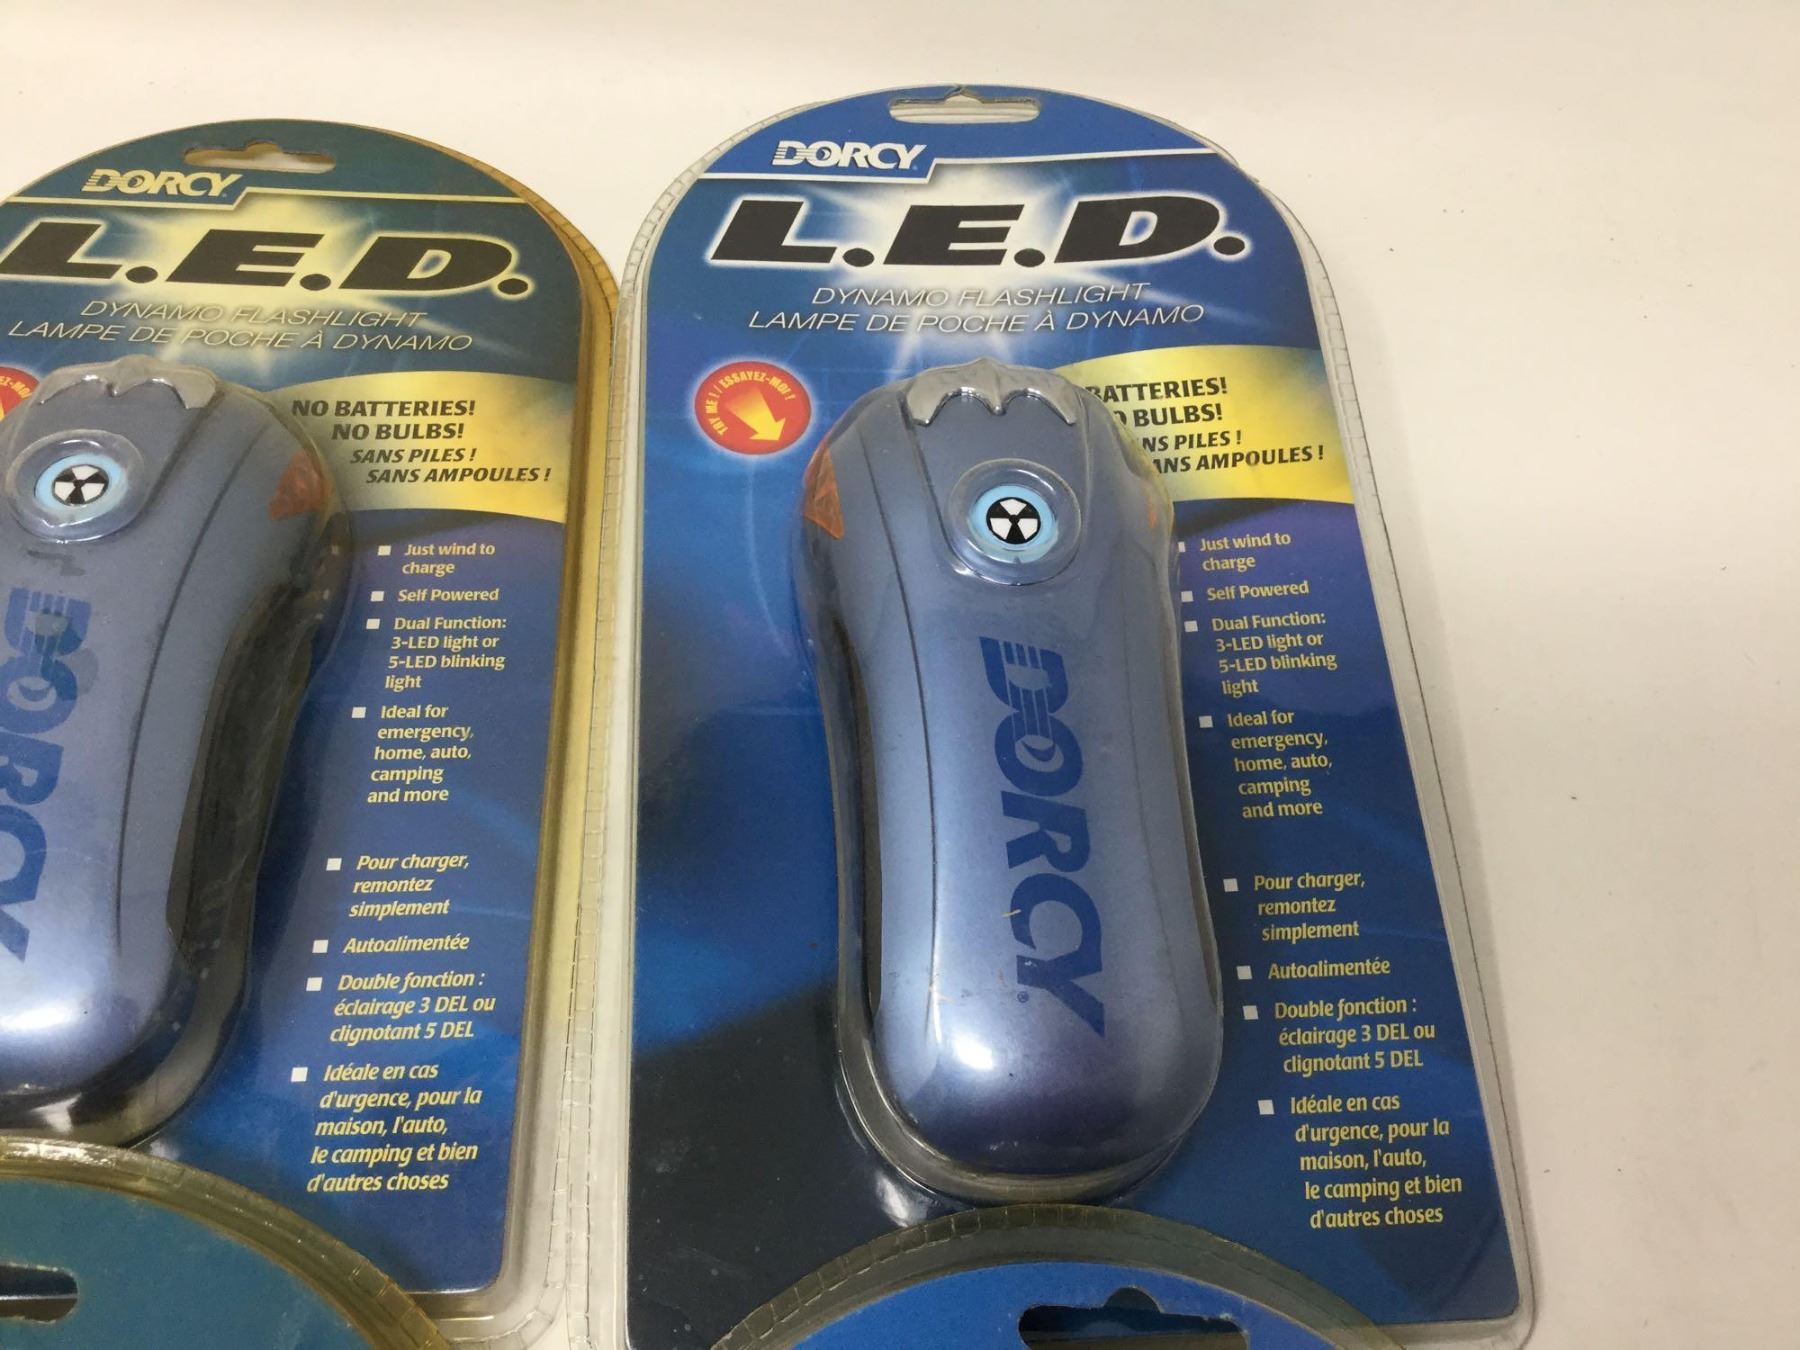 DORCY
L.E.D.
DYNAMO FLASHLIGHT
LAMPE DE POCHE À DYNAMO
NO BATTERIES!
NO BULBS!
SANS PILES !
SANS AMPOULES !
Just wind to
charge
Self Powered
Dual Function:
3-LED light or
5-LED blinking
light
Ideal for
emergency,
home, auto,
camping
and more
Pour charger,
remontez
simplement
Autoalimentée
Double fonction :
éclairage 3 DEL ou
clignotant 5 DEL
Idéale en cas
d'urgence, pour la
maison, l'auto,
le camping et bien
d'autres choses
DORCY
DORCY
L.E.D.
DYNAMO FLASHLIGHT
LAMPE DE POCHE À DYNAMO
TRY ME! / ESSAYEZ-MOI!
BATTERIES!
BULBS!
PILES !
AMPOULES !
Just wind to
charge
Self Powered
Dual Function:
3-LED light or
5-LED blinking
light
Ideal for
emergency,
home, auto,
camping
and more
Pour charger,
remontez
simplement
Autoalimentée
Double fonction :
éclairage 3 DEL ou
clignotant 5 DEL
Idéale en cas
d'urgence, pour la
maison, l'auto,
le camping et bien
d'autres choses
DORCY®